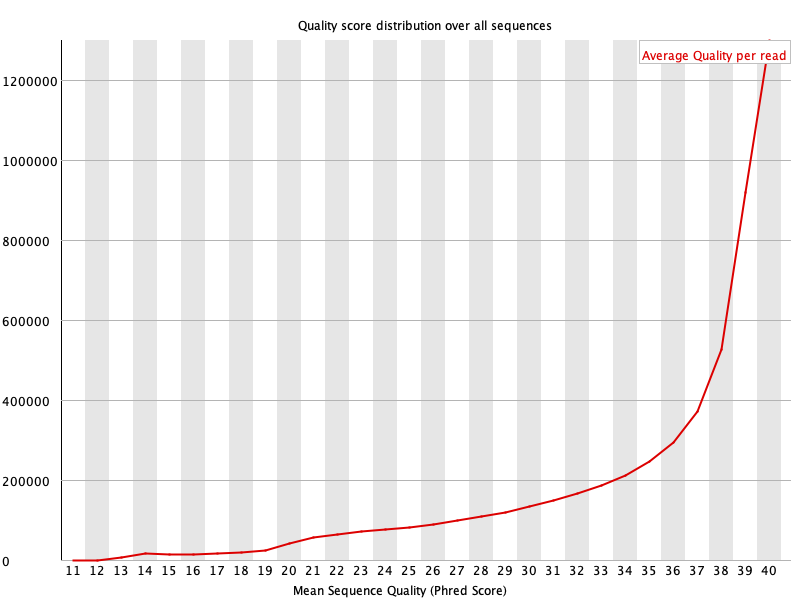 Quality score distribution over all sequences
Average Quality per read
1200000
1000000
800000
600000
400000
200000
0
11 12 13 14 15 16 17 18 19 20 21 22 23 24 25 26 27 28 29 30 31 32 33 34 35 36 37 38 39 40
Mean Sequence Quality (Phred Score)